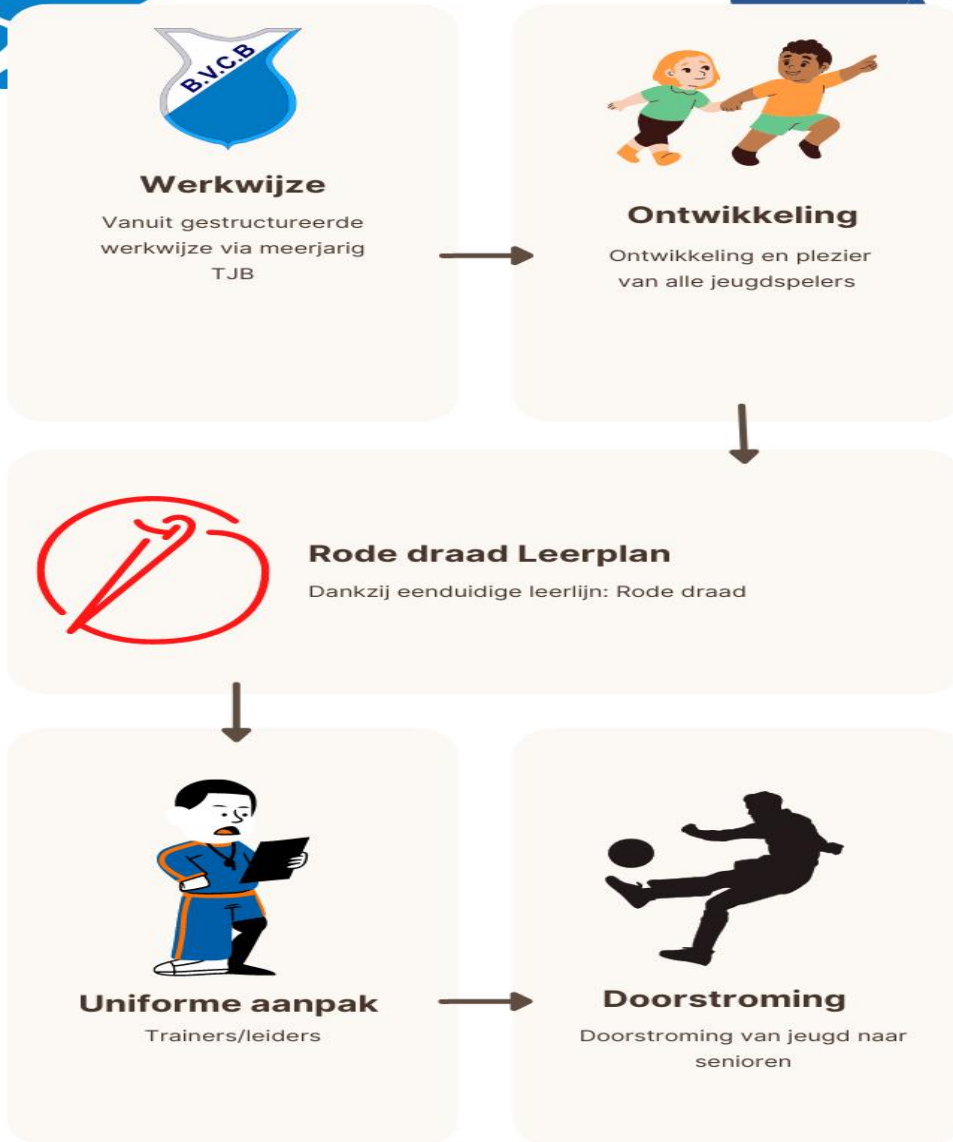 B.V.C.B
Werkwijze
Vanuit gestructureerde
werkwijze via meerjarig
TJB
Ontwikkeling
Ontwikkeling en plezier
van alle jeugdspelers
Rode draad Leerplan
Dankzij eenduidige leerlijn: Rode draad
Uniforme aanpak
Trainers/leiders
Doorstroming
Doorstroming van jeugd naar
senioren